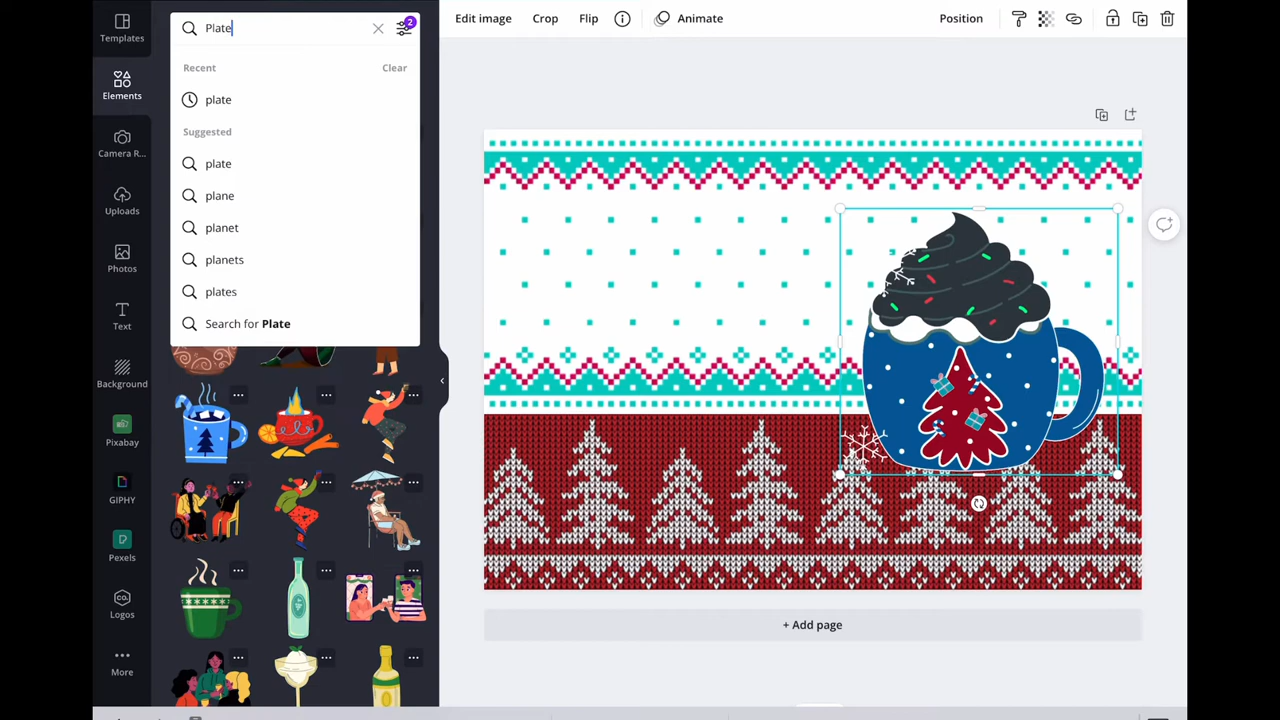 Templates
Elements
Camera R...
Uploads
Photos
Text
Background
Pixabay
GIPHY
Pexels
Logos
More
Plate
2
Recent
Clear
plate
Suggested
plate
plane
planet
planets
plates
Search for Plate
Edit image
Crop
Flip
Animate
Position
+ Add page